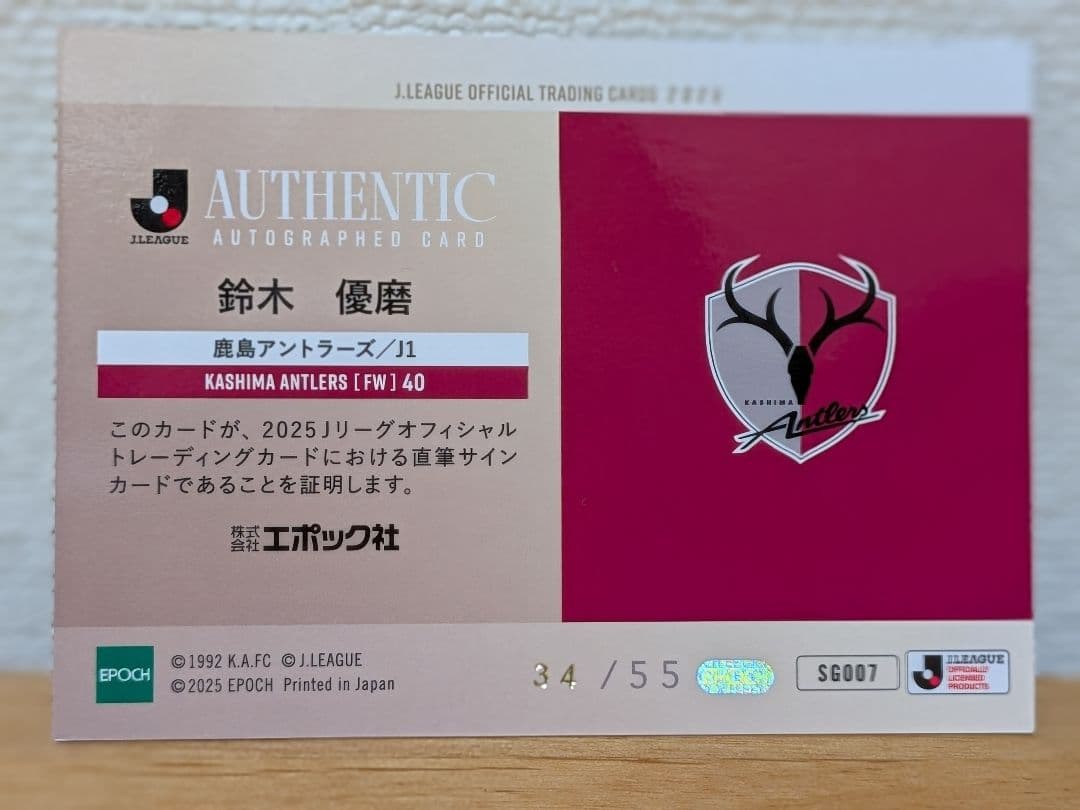 J.LEAGUE OFFICIAL TRADING CARDS 2025
J.LEAGUE
AUTHENTIC
AUTOGRAPHED CARD
鈴木 優磨
鹿島アントラーズ/J1
KASHIMA ANTLERS [FW] 40
このカードが、2025Jリーグオフィシャル
トレーディングカードにおける直筆サイン
カードであることを証明します。
株式会社エポック社
KASHIMA
Antlers
EPOCH
©1992 K.A.FC ©J.LEAGUE
©2025 EPOCH Printed in Japan
34 /55
EPOCH
SG007
J.LEAGUE
OFFICIALLY
LICENSED
PRODUCTS